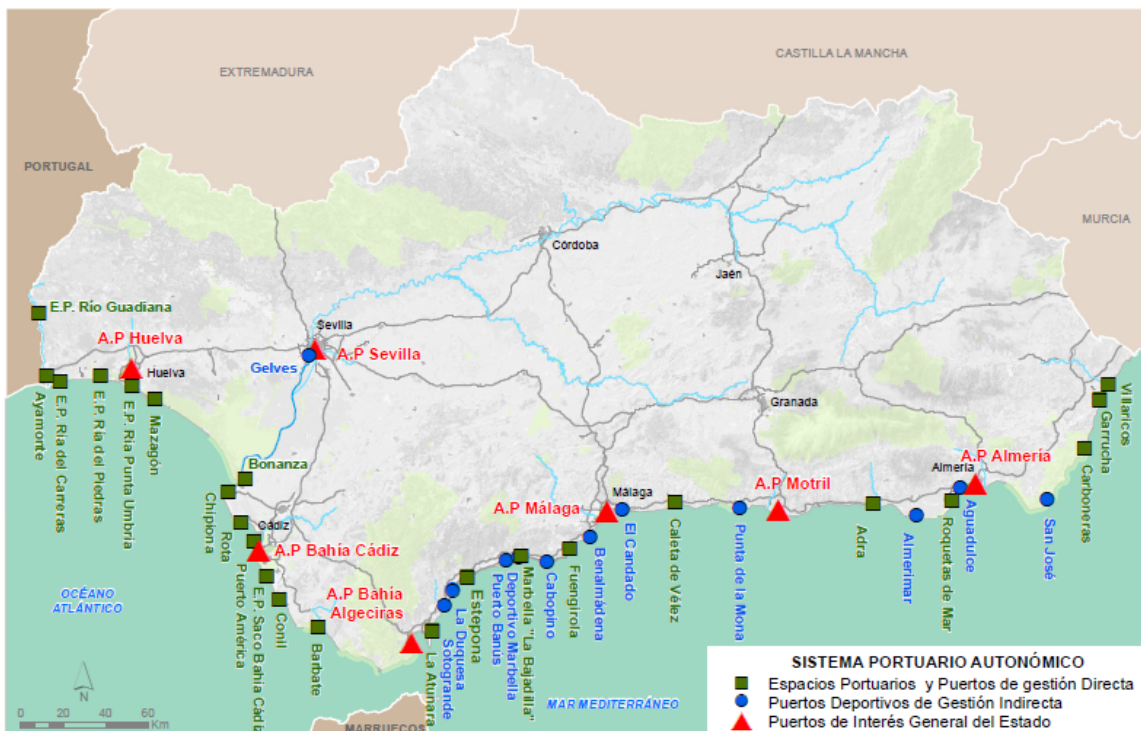 CASTILLA LA MANCHA
EXTREMADURA
PORTUGAL
MURCIA
Córdoba
Jaén
E.P. Río Guadiana
A.P Huelva
Sevilla
A.P Sevilla
Huelva
Gelves
Granada
Ayamonte
E.P. Ría del Carreras
E.P. Ría del Piedras
E.P. Ria Punta Umbría
Mazagón
Villaricos
Garrucha
Carboneras
A.P Almería
Almería
Bonanza
Chipiona
Rota
Cádiz
A.P Bahía Cádiz
Puerto América
E.P. Saco Bahía Cádiz
Conil
Barbate
A.P Bahía
Algeciras
La Atunara
Sotogrande
La Duquesa
Estepona
Puerto Banús
Deportivo Marbella
Marbella "La Bajadilla"
Cabopino
Fuengirola
Benalmádena
A.P Málaga
Málaga
El Candado
Caleta de Vélez
Punta de la Mona
A.P Motril
Adra
Almerimar
Roquetas de Mar
Aguadulce
San José
OCÉANO
ATLÁNTICO
MAR MEDITERRÁNEO
MARRUECOS
N
0 20 40 60
Km
SISTEMA PORTUARIO AUTONÓMICO
Espacios Portuarios y Puertos de gestión Directa
Puertos Deportivos de Gestión Indirecta
Puertos de Interés General del Estado